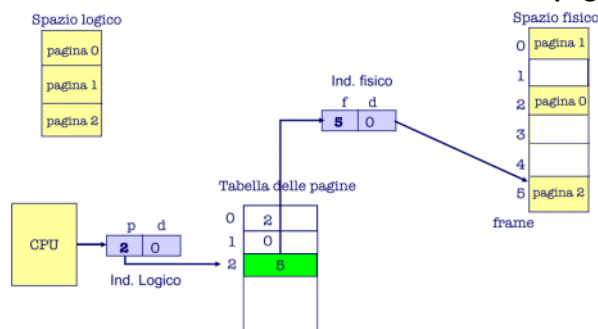 Spazio logico
pagina 0
pagina 1
pagina 2
Spazio fisico
0 pagina 1
1
2 pagina 0
3
4
5 pagina 2
frame
Ind. fisico
f d
5 0
Tabella delle pagine
0 2
1 0
2 5
CPU
p d
2 0
Ind. Logico